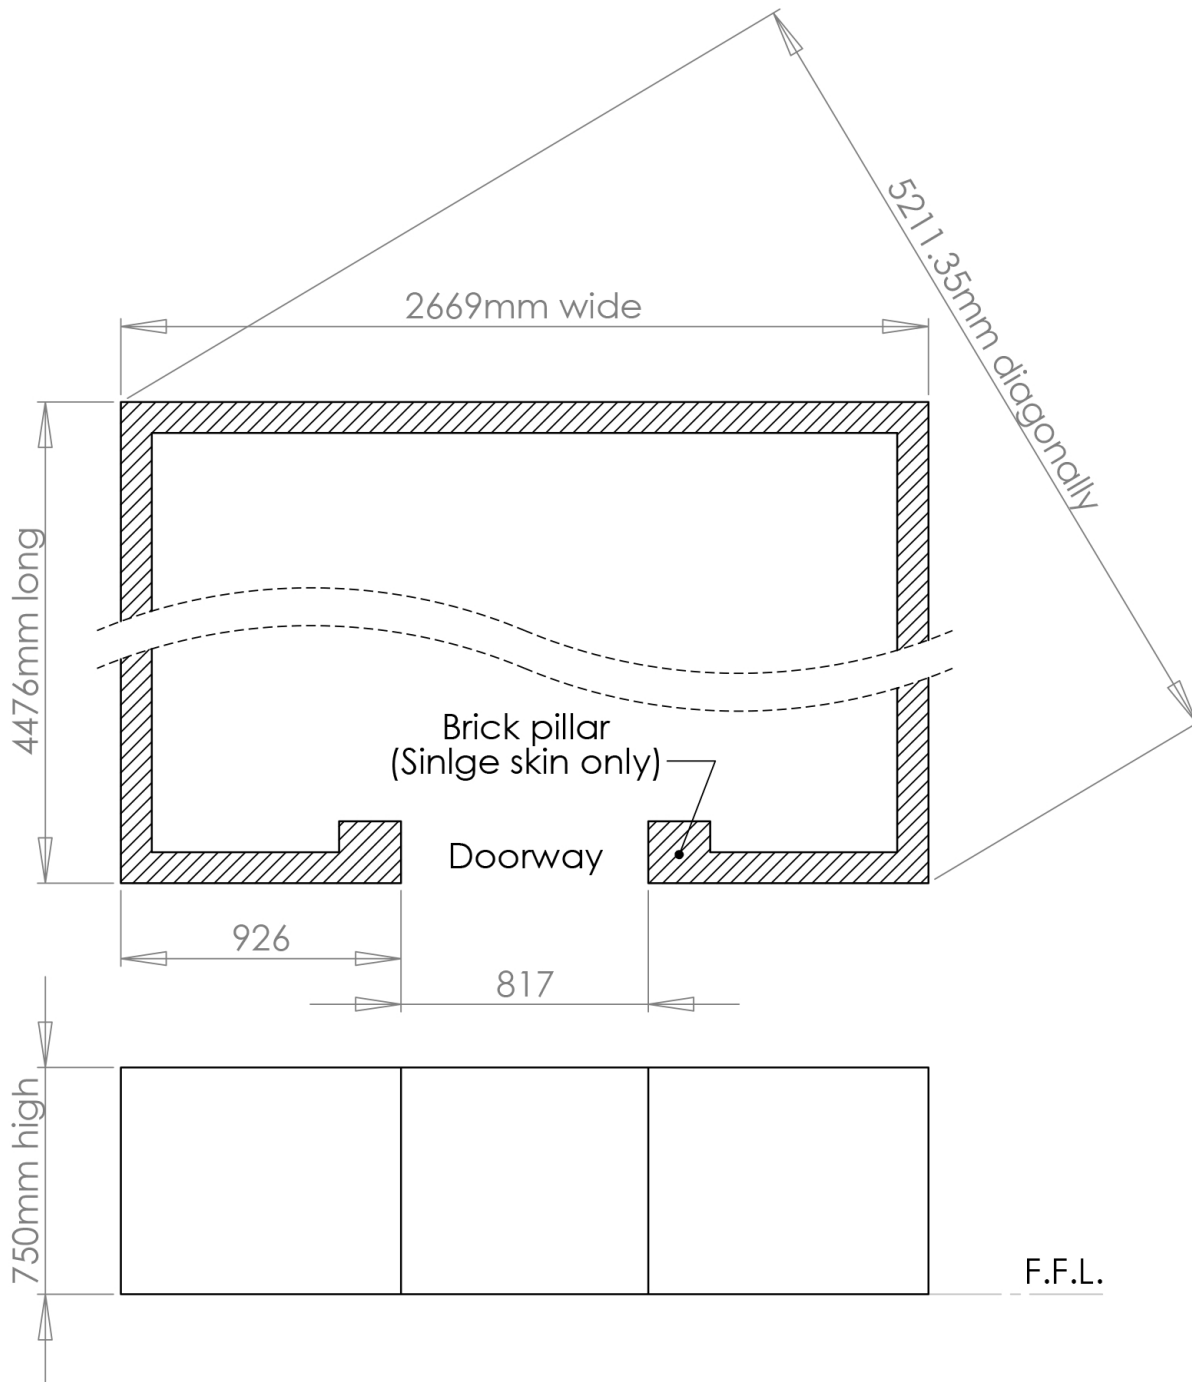 5211.35mm diagonally
2669mm wide
4476mm long
Brick pillar
(Sinlge skin only)
Doorway
926
817
750mm high
F.F.L.